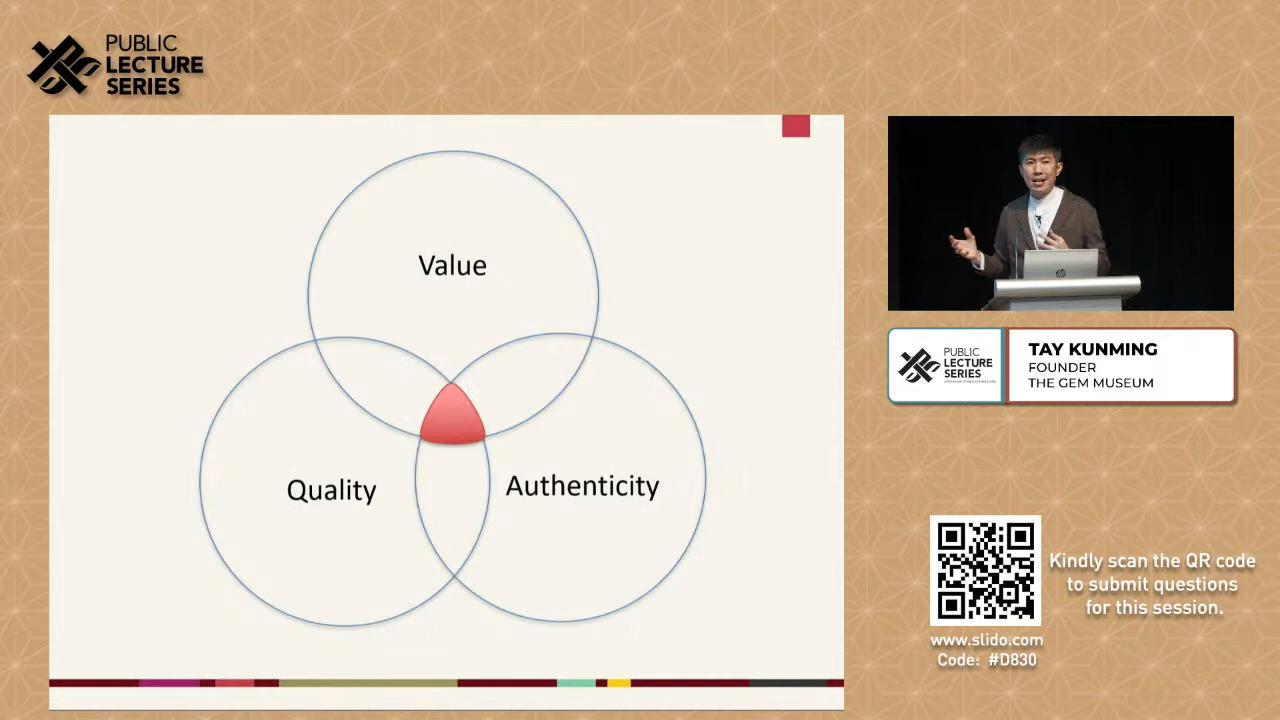 PUBLIC
LECTURE
SERIES
Value
Quality
Authenticity
PUBLIC
LECTURE
SERIES
TAY KUNMING
FOUNDER
THE GEM MUSEUM
Kindly scan the QR code
to submit questions
for this session.
www.slido.com
Code: #D830